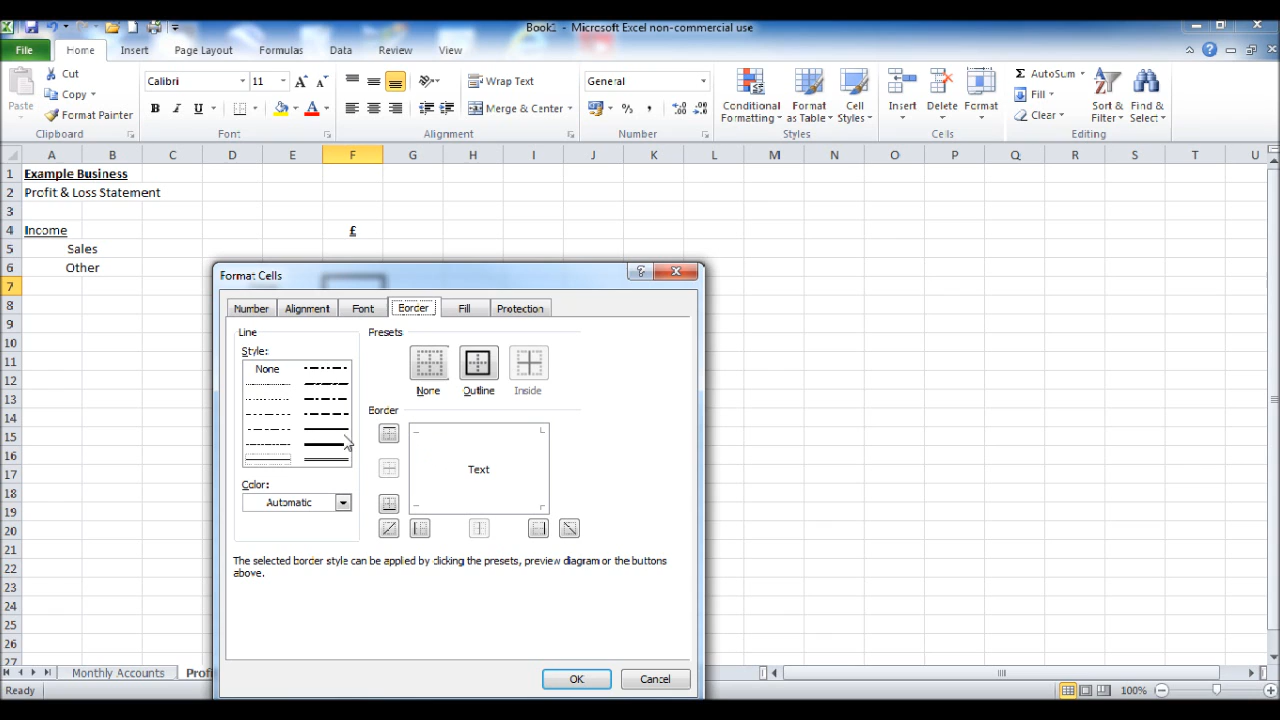 Book1 - Microsoft Excel non-commercial use
File Home Insert Page Layout Formulas Data Review View
Cut
Copy
Format Painter
Paste
Clipboard
Calibri 11
B I U A
Font
Wrap Text
Merge & Center
Alignment
General
% ,
Number
Conditional Formatting
Format as Table
Cell Styles
Styles
Insert Delete Format
Cells
Σ AutoSum
Fill
Clear
Sort & Filter
Find & Select
Editing
A B C D E F G H I J K L M N O P Q R S T U
1 Example Business
2 Profit & Loss Statement
3
4 Income £
5 Sales
6 Other
7
8
9
10
11
12
13
14
15
16
17
18
19
20
21
22
23
24
25
26
27
Format Cells
Number Alignment Font Border Fill Protection
Line
Style:
None
Color:
Automatic
Presets
None Outline Inside
Border
Text
The selected border style can be applied by clicking the presets, preview diagram or the buttons
above.
OK Cancel
Monthly Accounts Profi
Ready 100%